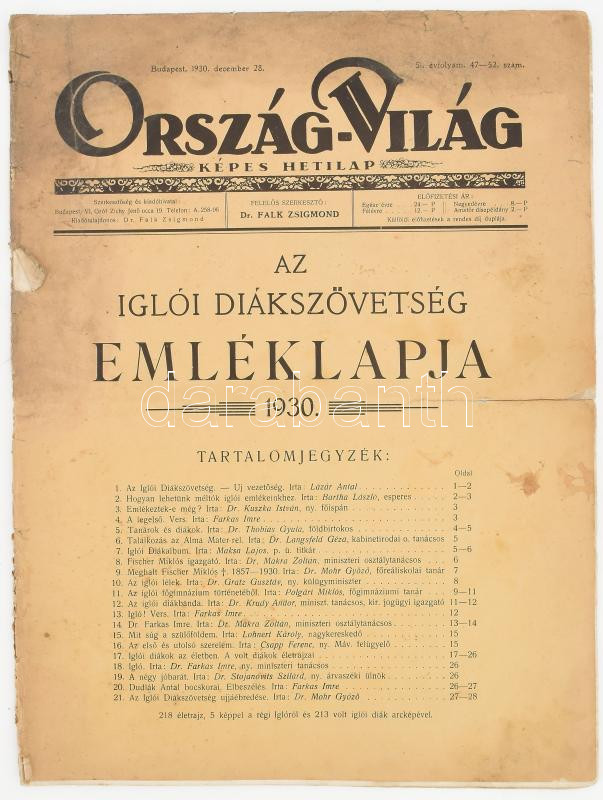 Budapest, 1930. december 28.
51. évfolyam. 47—52. szám.
ORSZÁG-VILÁG
KÉPES HETILAP
Szerkesztőség és kiadóhivatal:
Budapest, VI, Gróf Zichy Jenő ucca 19. Telefon: A. 258-96
Kiadótulajdonos: Dr. Falk Zsigmond
FELELŐS SZERKESZTŐ:
Dr. FALK ZSIGMOND
ELŐFIZETÉSI ÁR:
Egész évre . . 24.— P Negyedévre . . . 8.— P
Félévre . . . 12.— P Amatőr díszpéldány 2.— P
Külföldi előfizetések a rendes díj duplája.
AZ
IGLÓI DIÁKSZÖVETSÉG
EMLÉKLAPJA
1930.
darabanth
TARTALOMJEGYZÉK:
Oldal
1. Az Iglói Diákszövetség. — Uj vezetőség. Irta: Lázár Antal 1—2
2. Hogyan lehetünk méltók iglói emlékeinkhez. Irta: Bartha László, esperes 2—3
3. Emlékeztek-e még? Irta: Dr. Kuszka István, ny. főispán 3
4. A legelső. Vers. Irta: Farkas Imre 3
5. Tanárok és diákok. Irta: Dr. Thobiás Gyula, földbirtokos 4—5
6. Találkozás az Alma Mater-rel. Irta: Dr. Langsfeld Géza, kabinetirodai o. tanácsos 5
7. Iglói Diákalbum. Irta: Maksa Lajos, p. ü. titkár 5—6
8. Fischer Miklós igazgató. Irta: Dr. Makra Zoltán, miniszteri osztálytanácsos 6
9. Meghalt Fischer Miklós †. 1857—1930. Irta: Dr. Mohr Győző, főreáliskolai tanár 7
10. Az iglói lélek. Irta: Dr. Gratz Gusztáv, ny. külügyminiszter 8
11. Az iglói főgimnázium történetéből. Irta: Polgári Miklós, főgimnáziumi tanár 9—11
12. Az iglói diákbanda. Irta: Dr. Krudy Andor, miniszt. tanácsos, kir. jogügyi igazgató 11—12
13. Igló! Vers. Irta: Farkas Imre 12
14. Dr. Farkas Imre. Irta: Dr. Makra Zoltán, miniszteri osztálytanácsos 13—14
15. Mit súg a szülőföldem. Irta: Lohnert Károly, nagykereskedő 15
16. Az első és utolsó szerelem. Irta: Csapp Ferenc, ny. Máv. felügyelő 15
17. Iglói diákok az életben. A volt diákok életrajzai 17—26
18. Igló. Irta: Dr. Farkas Imre, ny. miniszteri tanácsos 26
19. A négy jóbarát. Irta: Dr. Stojanovits Szilárd, ny. árvaszéki ülnök 26
20. Dudlák Antal bocskorai. Elbeszélés. Irta: Farkas Imre 26—27
21. Az Iglói Diákszövetség ujjáébredése. Irta: Dr. Mohr Győző 27—28
218 életrajz, 5 képpel a régi Iglóról és 213 volt iglói diák arcképével.